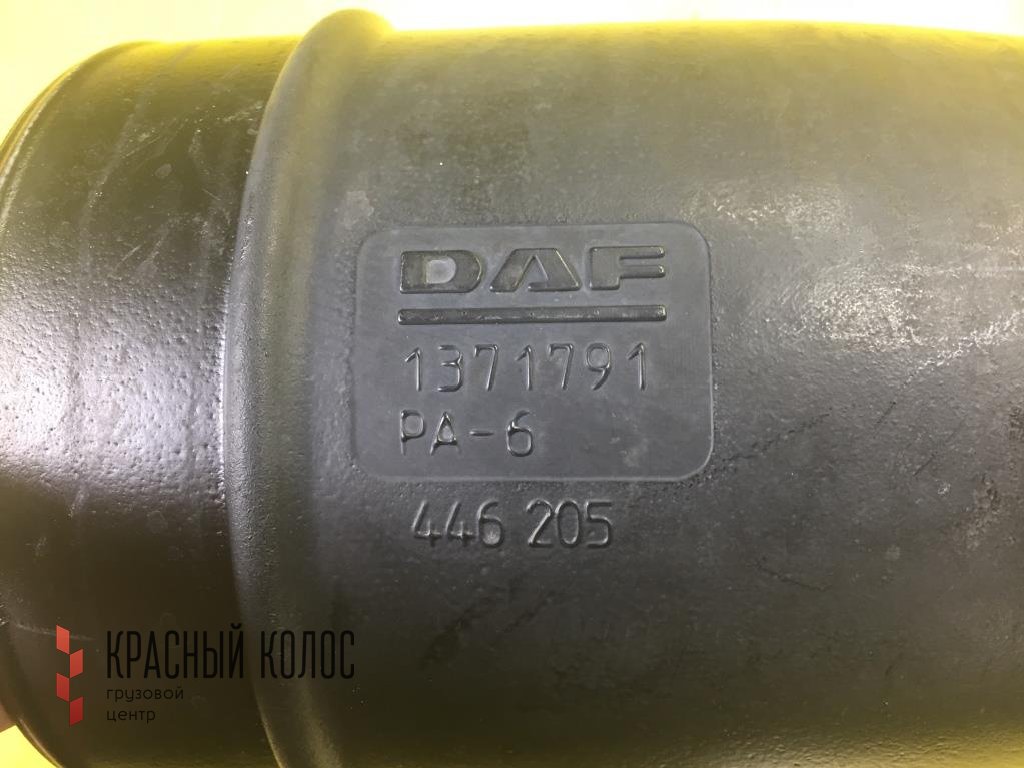 DAF
1371791
PA-6
446 205
КРАСНЫЙ КОЛОС
грузовой
центр